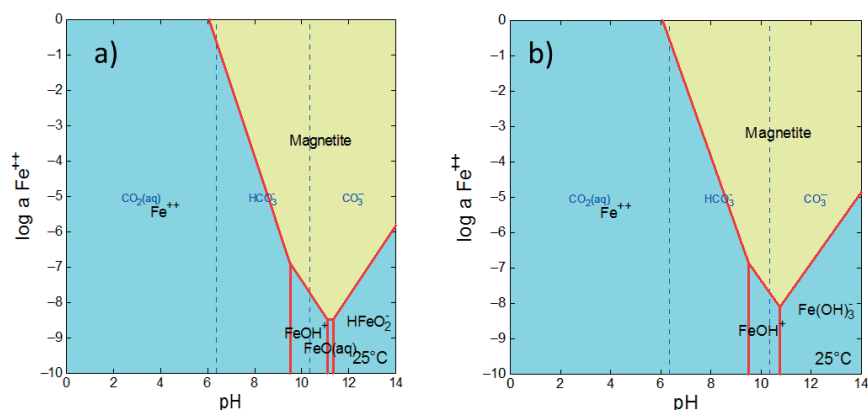 a)
log a Fe⁺⁺
0
−1
−2
−3
−4
−5
−6
−7
−8
−9
−10
Magnetite
CO₂(aq)
HCO₃⁻
CO₃⁻⁻
Fe⁺⁺
FeOH⁺
FeO(aq)
HFeO₂⁻
25°C
0 2 4 6 8 10 12 14
pH
b)
log a Fe⁺⁺
0
−1
−2
−3
−4
−5
−6
−7
−8
−9
−10
Magnetite
CO₂(aq)
HCO₃⁻
CO₃⁻⁻
Fe⁺⁺
FeOH⁺
Fe(OH)₃⁻
25°C
0 2 4 6 8 10 12 14
pH